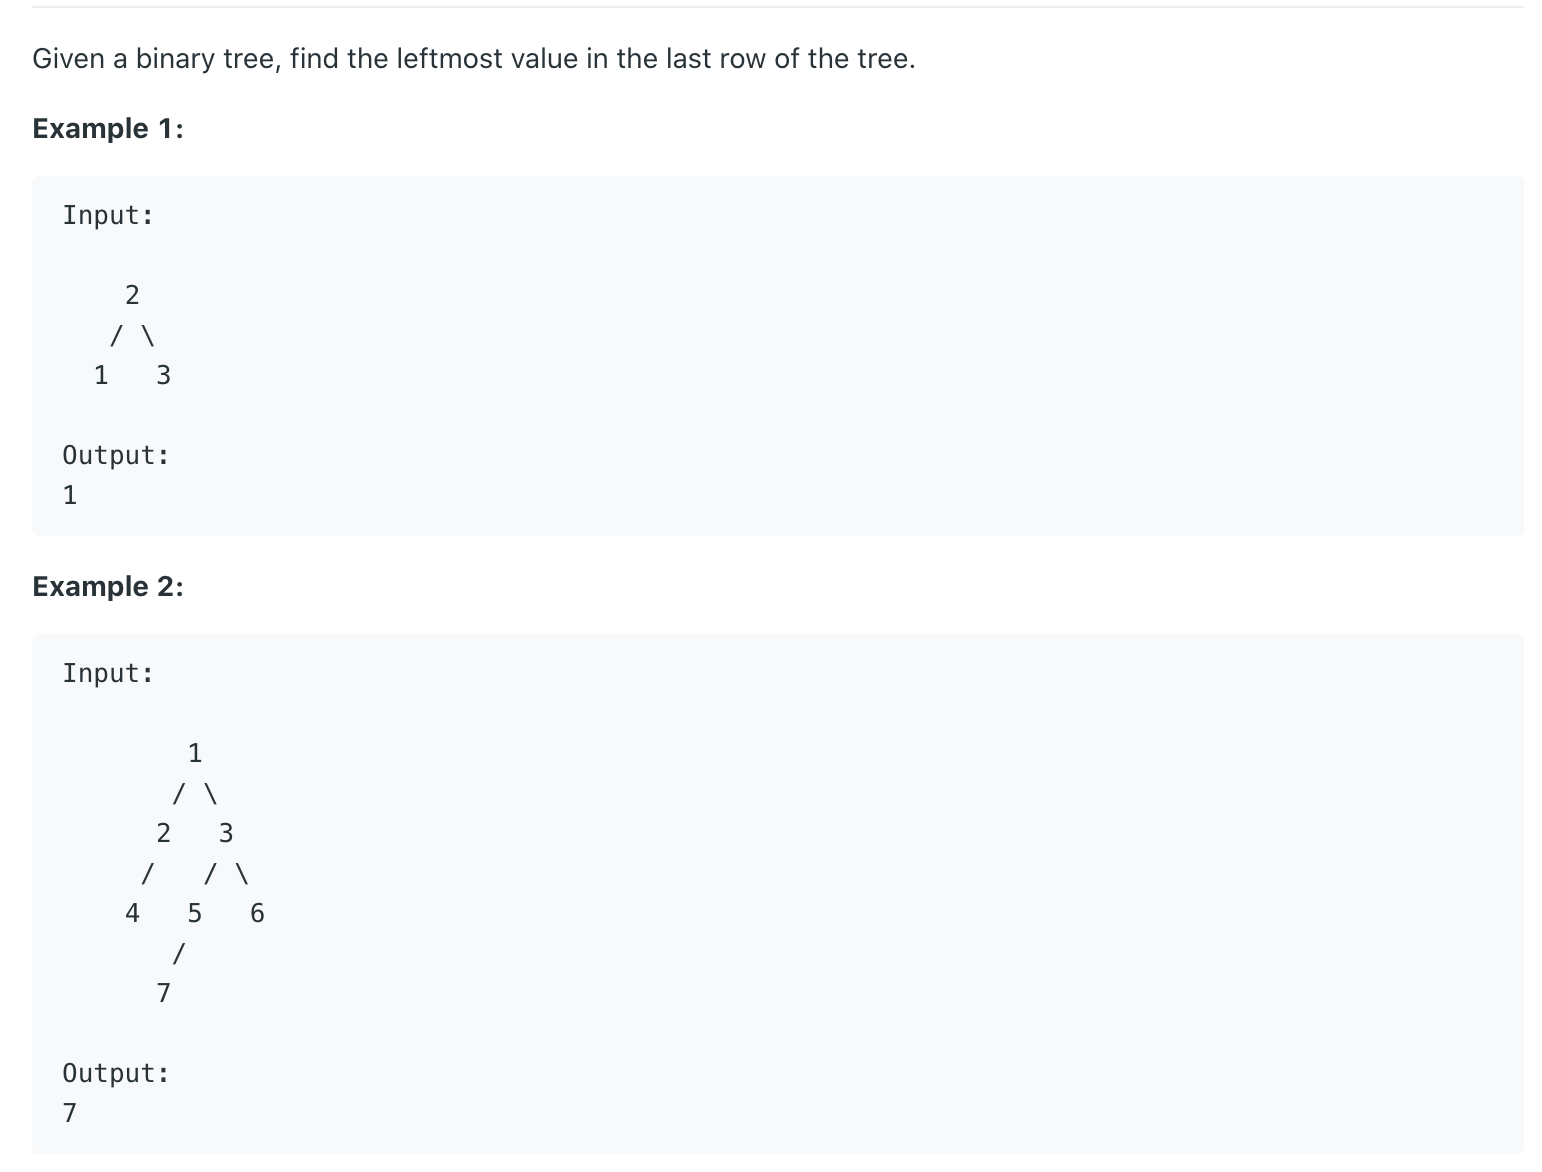 Given a binary tree, find the leftmost value in the last row of the tree.
Example 1:
Input:
    2
   / \
  1   3
Output:
1
Example 2:
Input:
        1
       / \
      2   3
     /   / \
    4   5   6
       /
      7
Output:
7